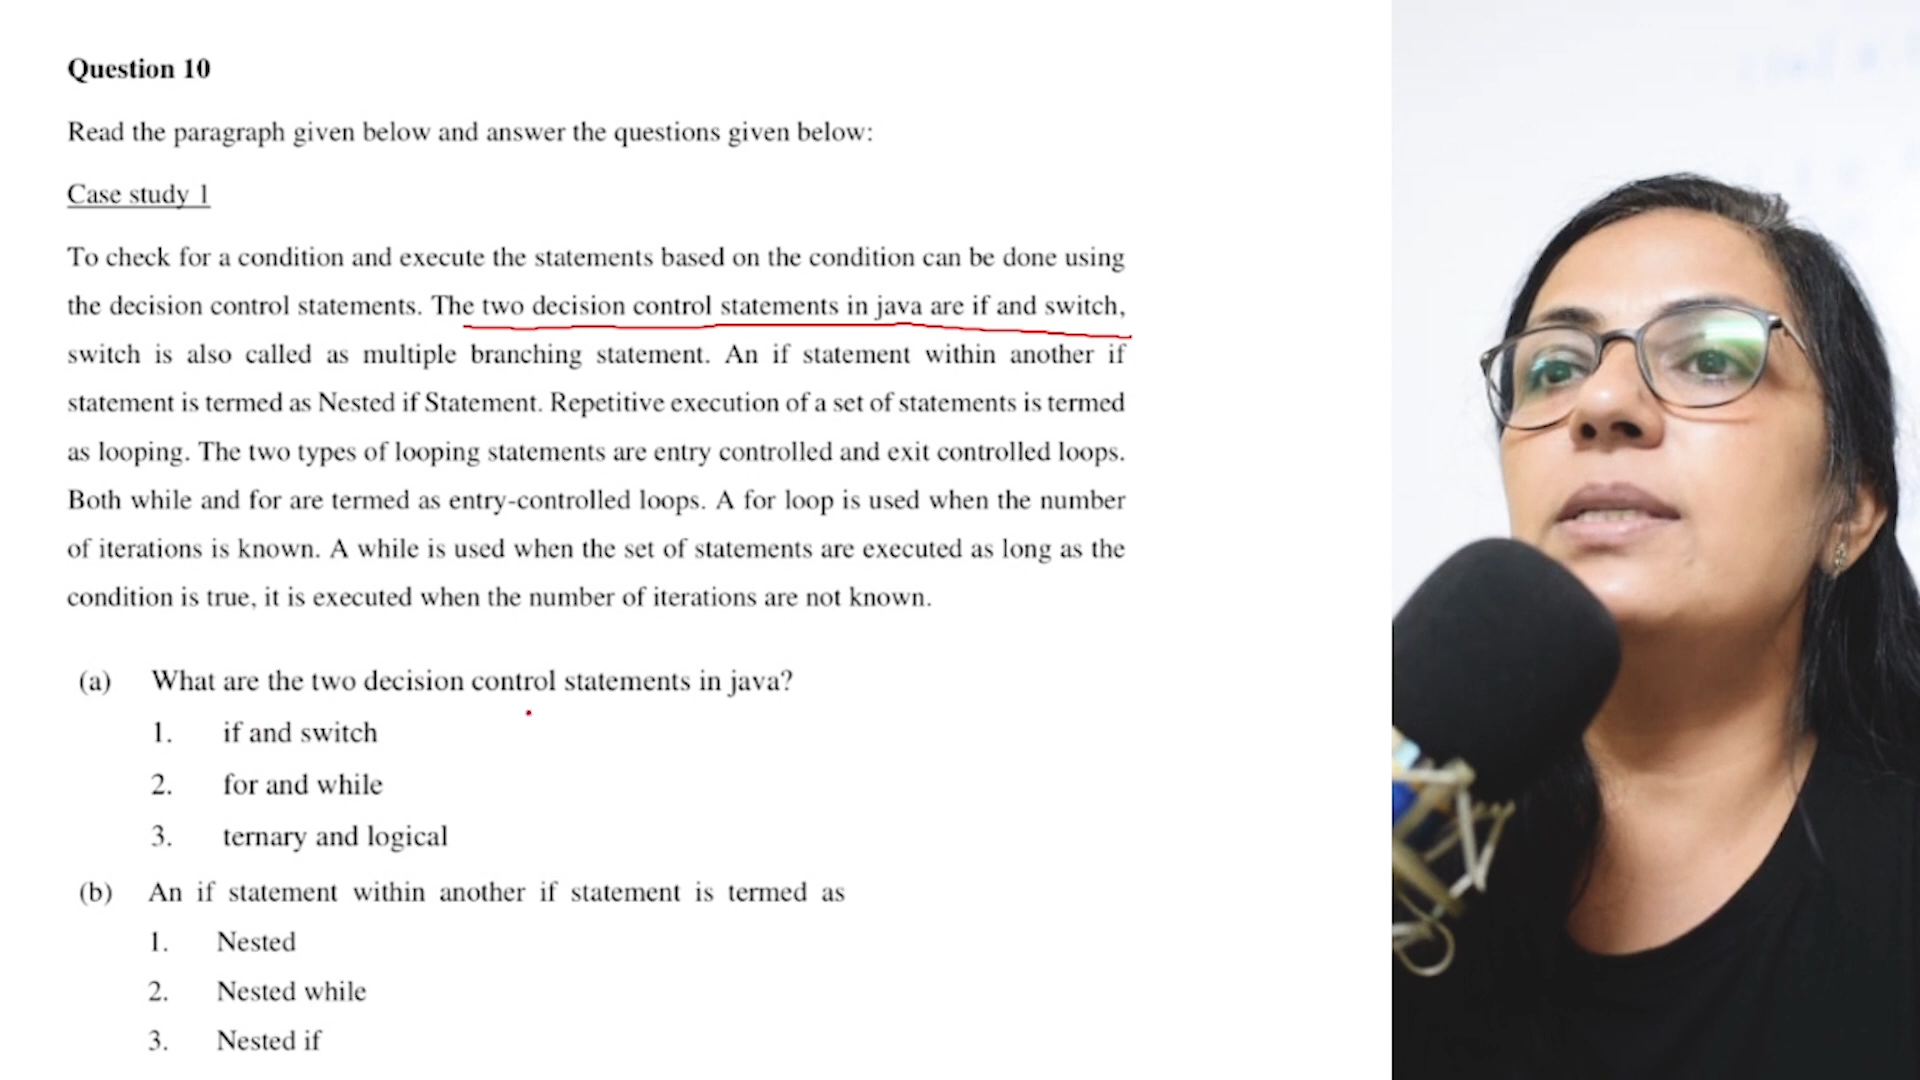 Question 10
Read the paragraph given below and answer the questions given below:
Case study 1
To check for a condition and execute the statements based on the condition can be done using
the decision control statements. The two decision control statements in java are if and switch,
switch is also called as multiple branching statement. An if statement within another if
statement is termed as Nested if Statement. Repetitive execution of a set of statements is termed
as looping. The two types of looping statements are entry controlled and exit controlled loops.
Both while and for are termed as entry-controlled loops. A for loop is used when the number
of iterations is known. A while is used when the set of statements are executed as long as the
condition is true, it is executed when the number of iterations are not known.
(a) What are the two decision control statements in java?
1. if and switch
2. for and while
3. ternary and logical
(b) An if statement within another if statement is termed as
1. Nested
2. Nested while
3. Nested if